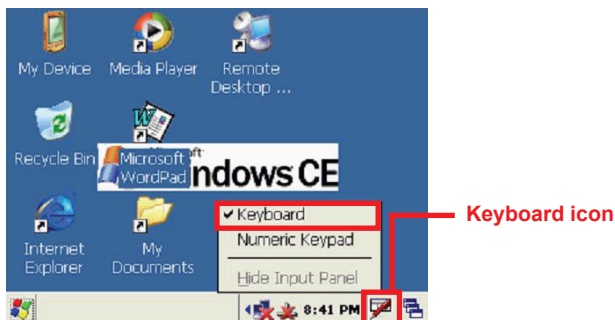 My Device
Media Player
Remote
Desktop ...
Recycle Bin
Microsoft
WordPad
ndows CE
Internet
Explorer
My
Documents
Keyboard
Numeric Keypad
Hide Input Panel
8:41 PM
Keyboard icon